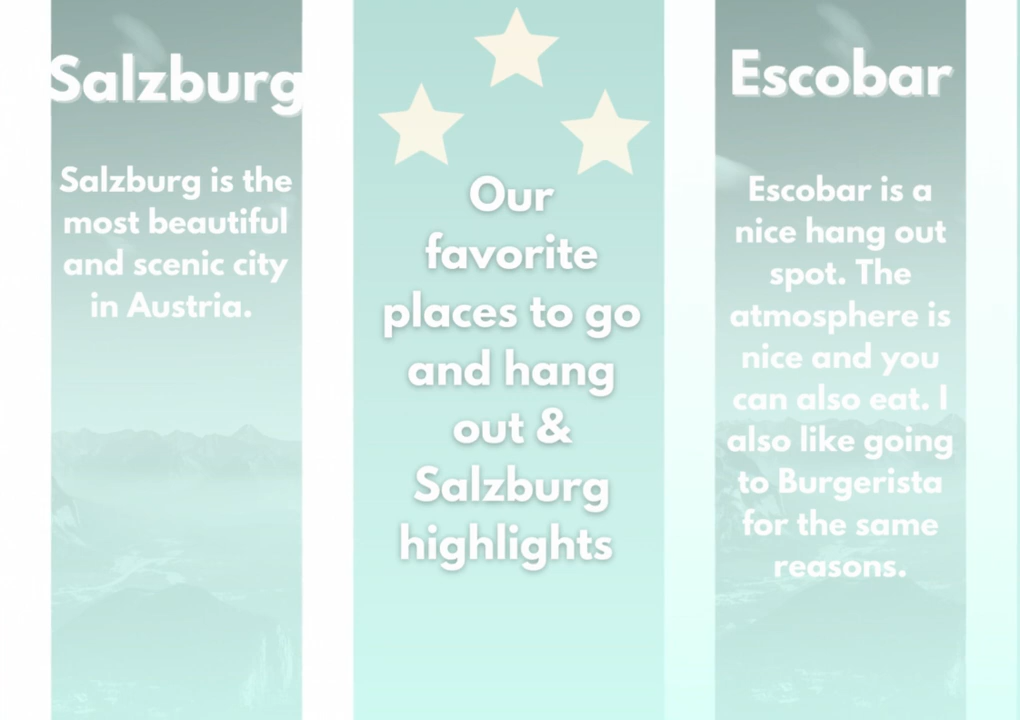 Salzburg
Salzburg is the
most beautiful
and scenic city
in Austria.
Our
favorite
places to go
and hang
out &
Salzburg
highlights
Escobar
Escobar is a
nice hang out
spot. The
atmosphere is
nice and you
can also eat. I
also like going
to Burgerista
for the same
reasons.